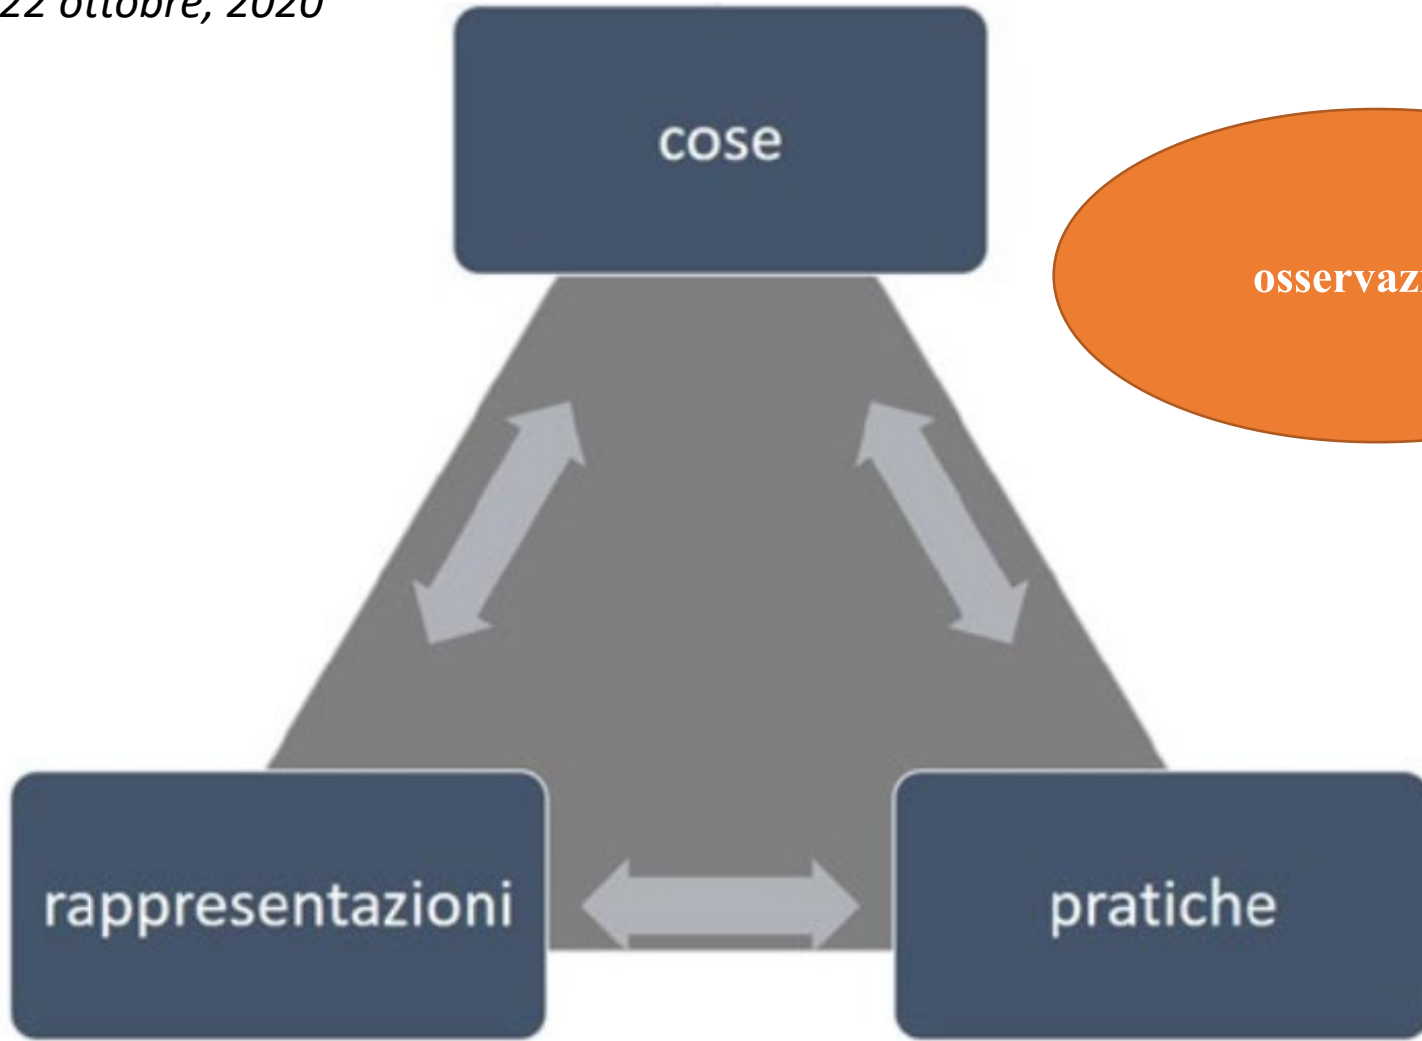 22 ottobre, 2020
cose
osservaz
rappresentazioni
pratiche